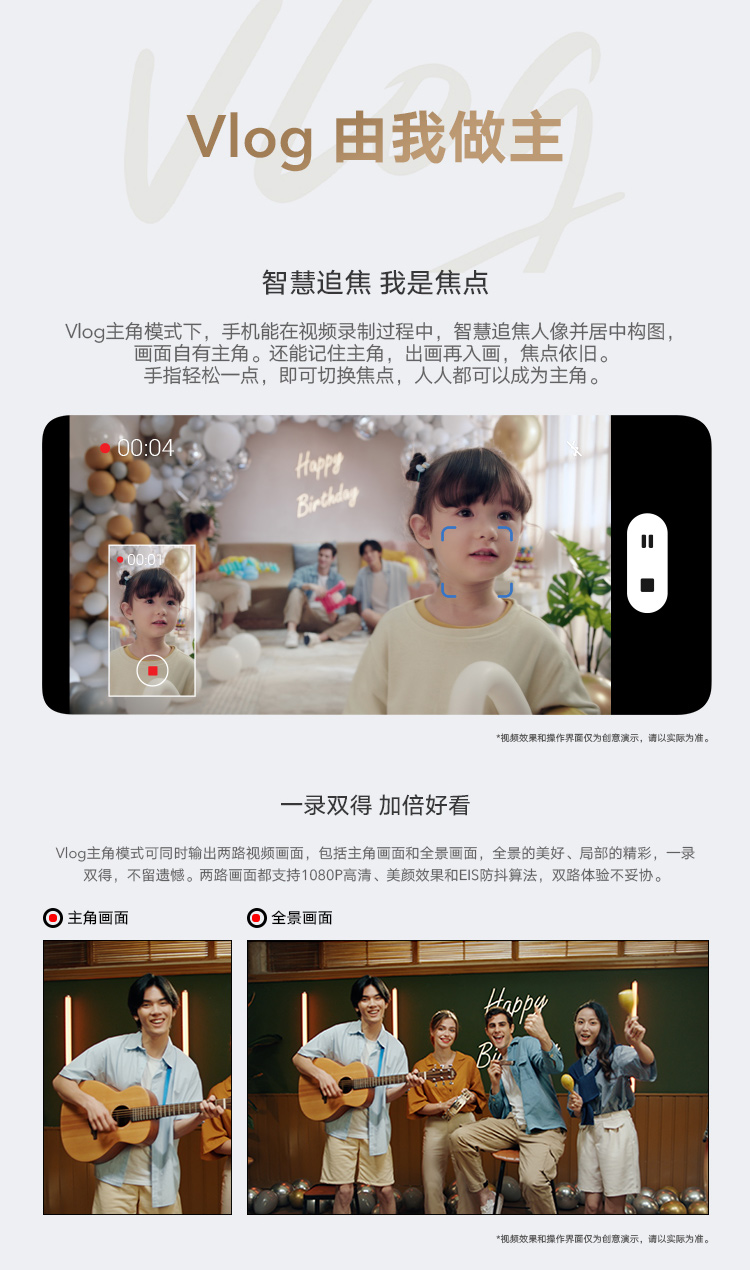 Vlog
Vlog 由我做主
智慧追焦 我是焦点
Vlog主角模式下，手机能在视频录制过程中，智慧追焦人像并居中构图，
画面自有主角。还能记住主角，出画再入画，焦点依旧。
手指轻松一点，即可切换焦点，人人都可以成为主角。
00:04
Happy
Birthday
00:01
*视频效果和操作界面仅为创意演示，请以实际为准。
一录双得 加倍好看
Vlog主角模式可同时输出两路视频画面，包括主角画面和全景画面，全景的美好、局部的精彩，一录
双得，不留遗憾。两路画面都支持1080P高清、美颜效果和EIS防抖算法，双路体验不妥协。
主角画面
全景画面
Happy
Bi
*视频效果和操作界面仅为创意演示，请以实际为准。